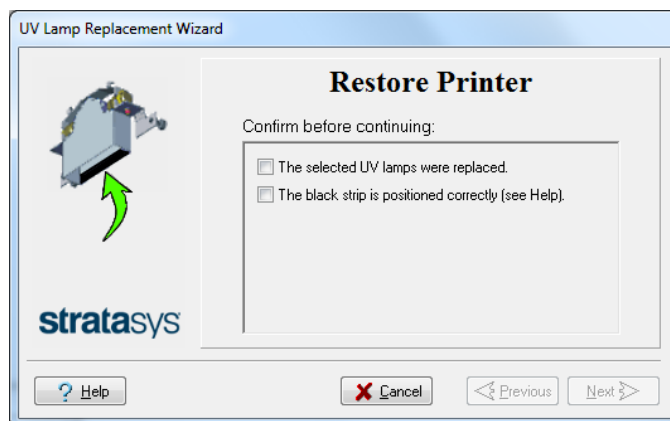 UV Lamp Replacement Wizard
Restore Printer
Confirm before continuing:
The selected UV lamps were replaced.
The black strip is positioned correctly (see Help).
stratasys
? Help
Cancel
Previous
Next